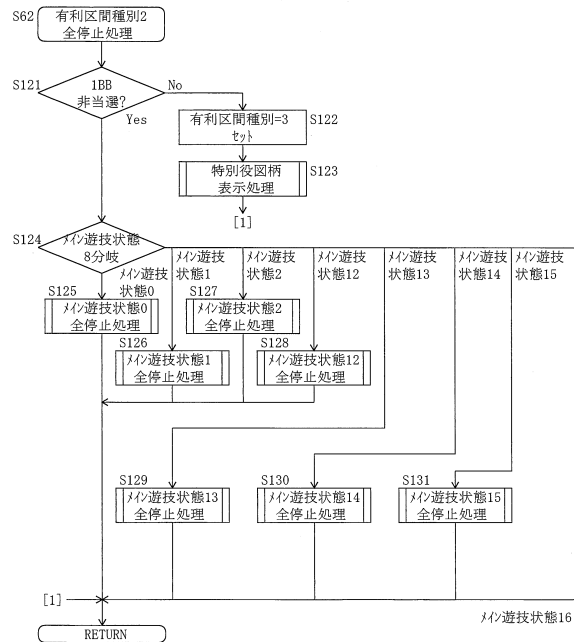 S62
有利区間種別2
全停止処理
S121
1BB
非当選?
No
Yes
有利区間種別=3
セット
S122
特別役図柄
表示処理
S123
[1]
S124
メイン遊技状態
8分岐
メイン遊技
状態0
メイン遊技
状態1
メイン遊技
状態2
メイン遊技
状態12
メイン遊技
状態13
メイン遊技
状態14
メイン遊技
状態15
S125
メイン遊技状態0
全停止処理
S127
メイン遊技状態2
全停止処理
S126
メイン遊技状態1
全停止処理
S128
メイン遊技状態12
全停止処理
S129
メイン遊技状態13
全停止処理
S130
メイン遊技状態14
全停止処理
S131
メイン遊技状態15
全停止処理
[1]
メイン遊技状態16
RETURN